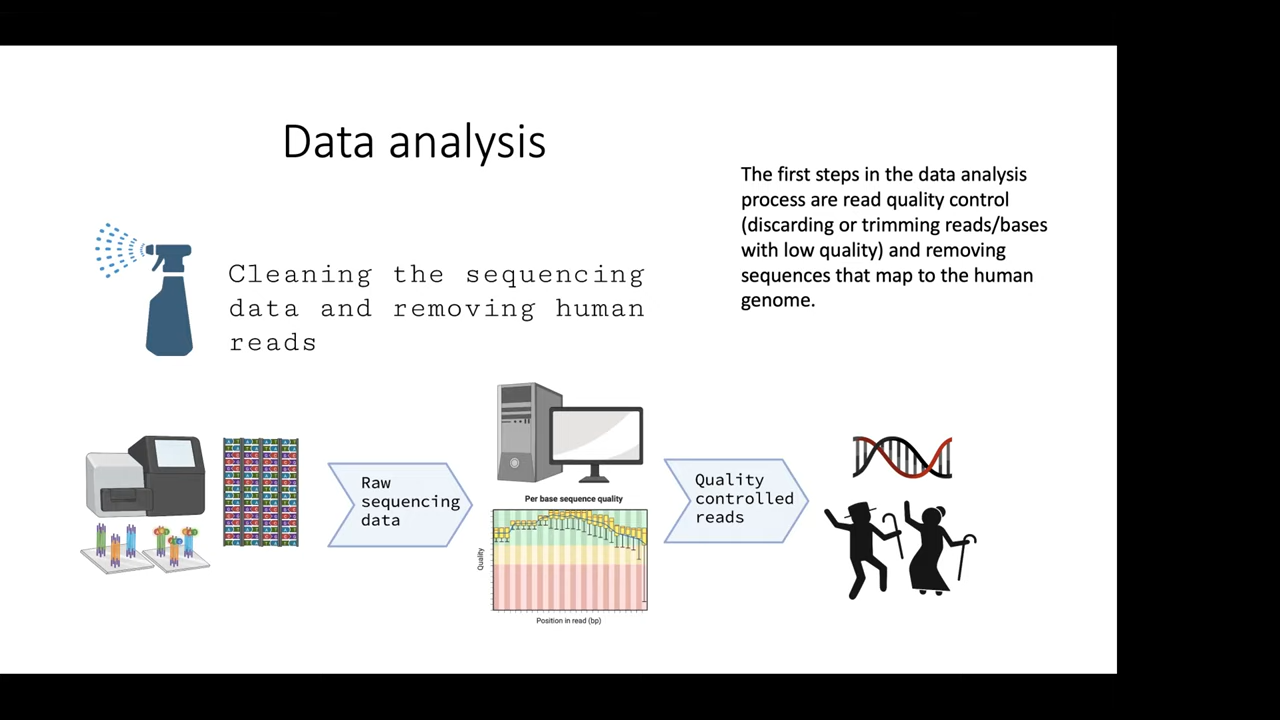 Data analysis
The first steps in the data analysis
process are read quality control
(discarding or trimming reads/bases
with low quality) and removing
sequences that map to the human
genome.
Cleaning the sequencing
data and removing human
reads
Raw
sequencing
data
Per base sequence quality
Quality
Position in read (bp)
Quality
controlled
reads